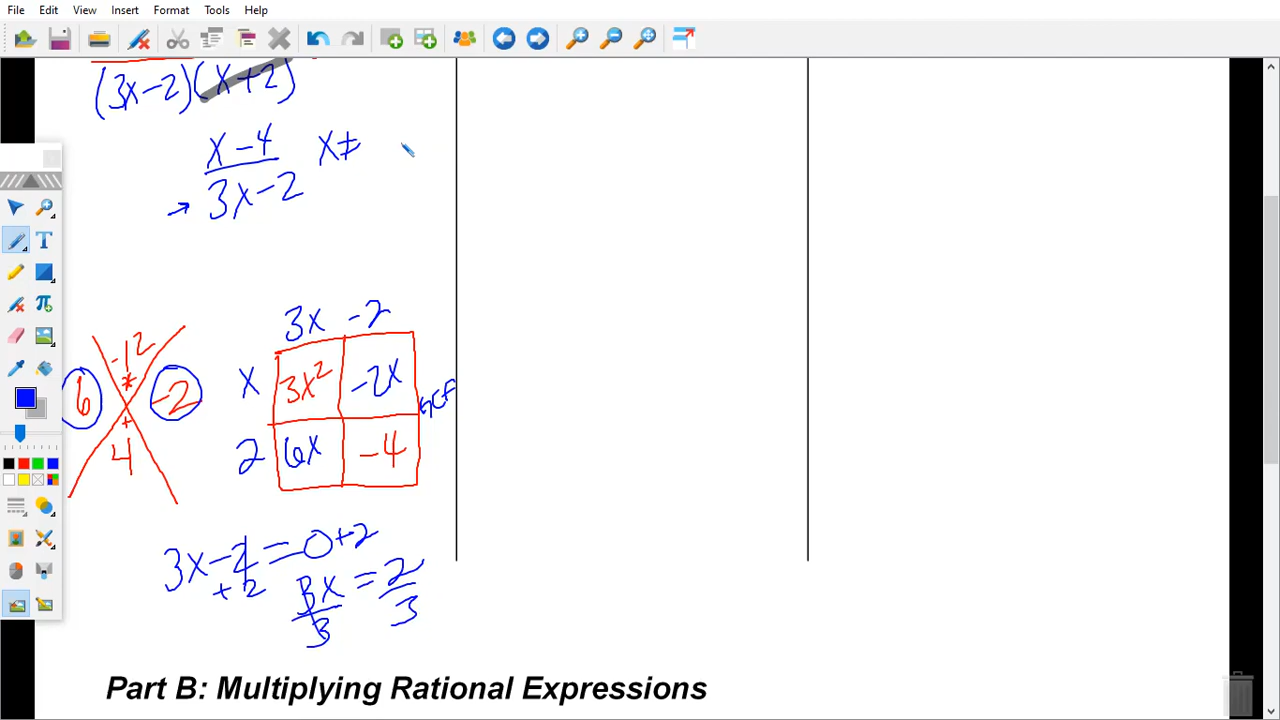 File Edit View Insert Format Tools Help
(3x-2)(x+2)
x-4 x≠
→ 3x-2
3x -2
-12
*
6 -2 x 3x² -2x
+ GCF
4 2 6x -4
3x-2=0+2
+2 3x=2
3 3
Part B: Multiplying Rational Expressions